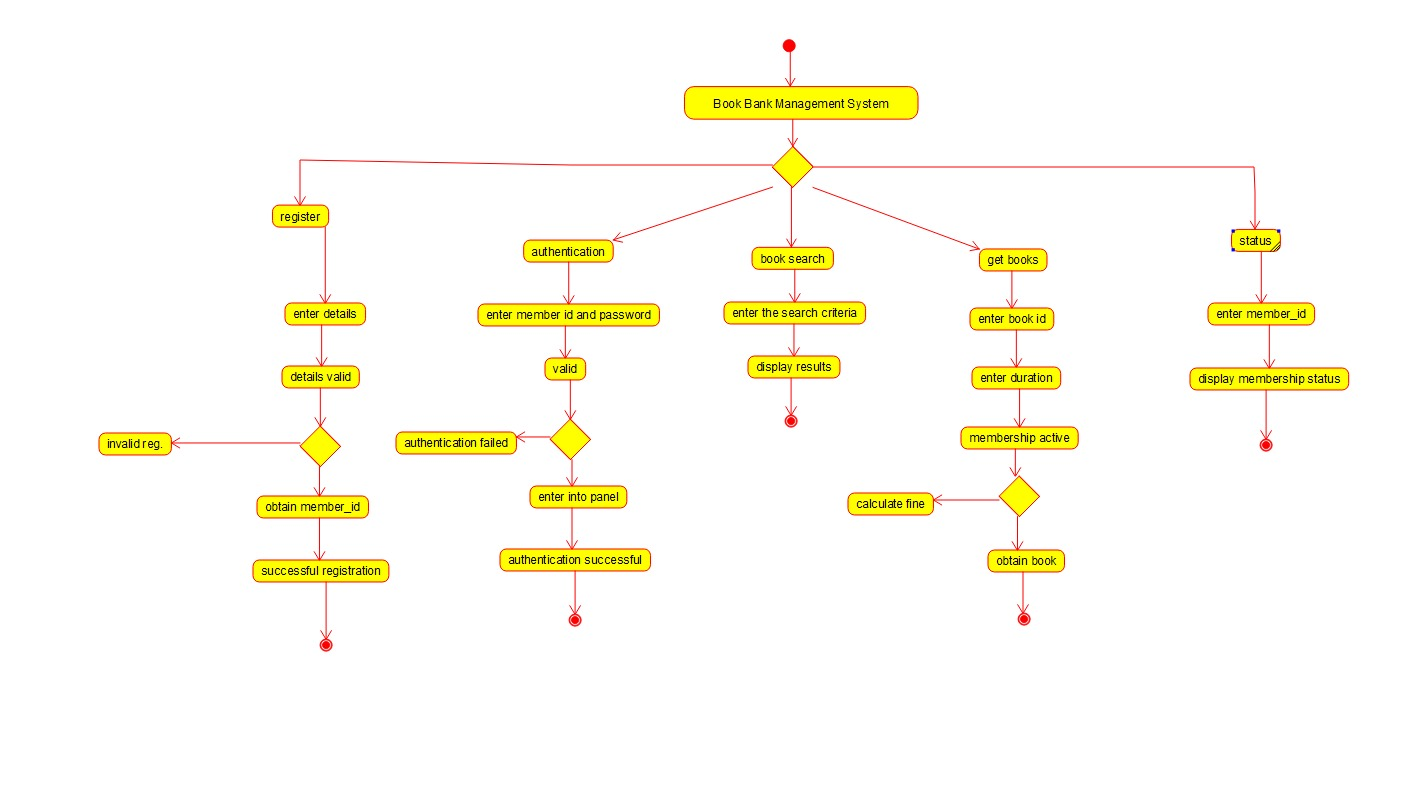 Book Bank Management System
register
authentication
book search
get books
status
enter details
enter member id and password
enter the search criteria
enter book id
enter member_id
details valid
valid
display results
enter duration
display membership status
invalid reg.
authentication failed
membership active
obtain member_id
enter into panel
calculate fine
successful registration
authentication successful
obtain book